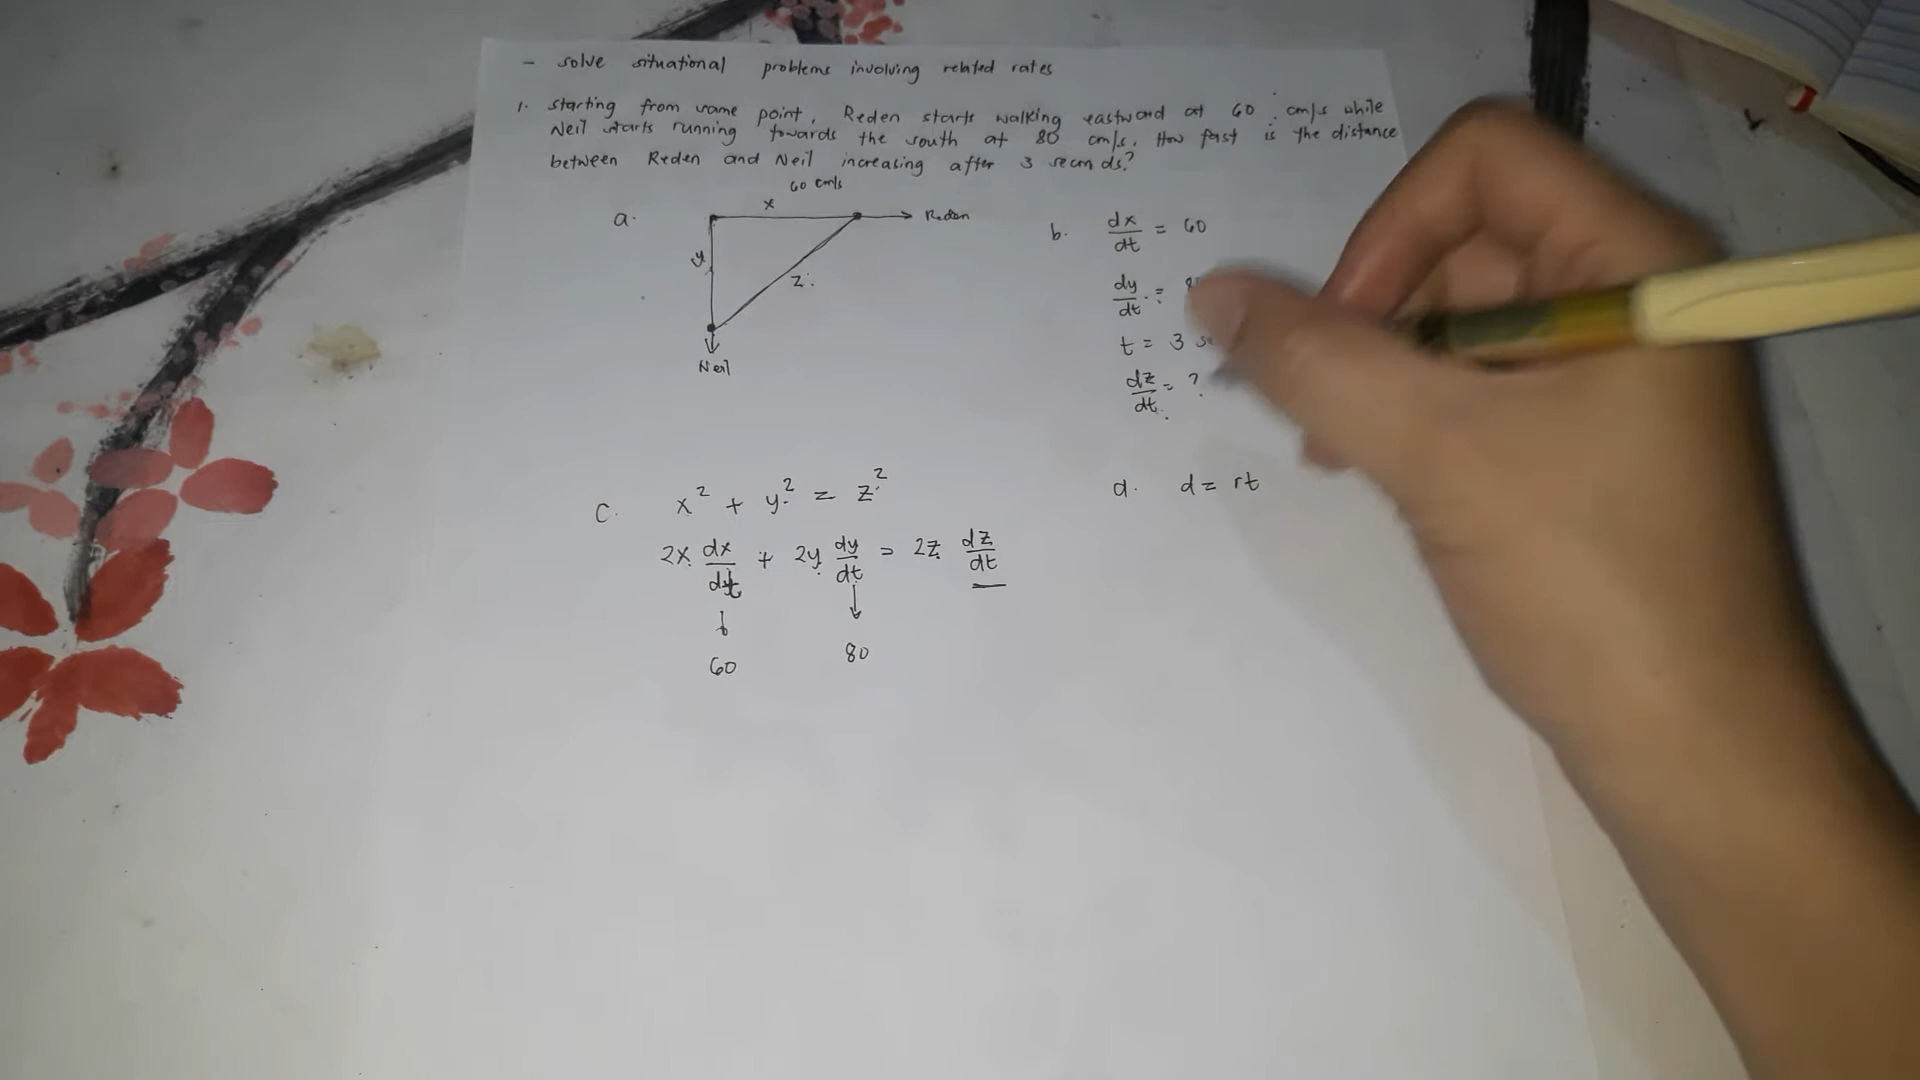 - solve situational problems involving related rates
1. starting from same point, Reden starts walking eastward at 60 cm/s while
Neil starts running towards the south at 80 cm/s. How fast is the distance
between Reden and Neil increasing after 3 seconds?
60 cm/s
a. x Reden
y
z
Neil
b. dx/dt = 60
dy/dt = 8
t = 3 s
dz/dt = ?
c. x² + y² = z²
2x dx/dt + 2y dy/dt = 2z dz/dt
60 80
d. d = rt